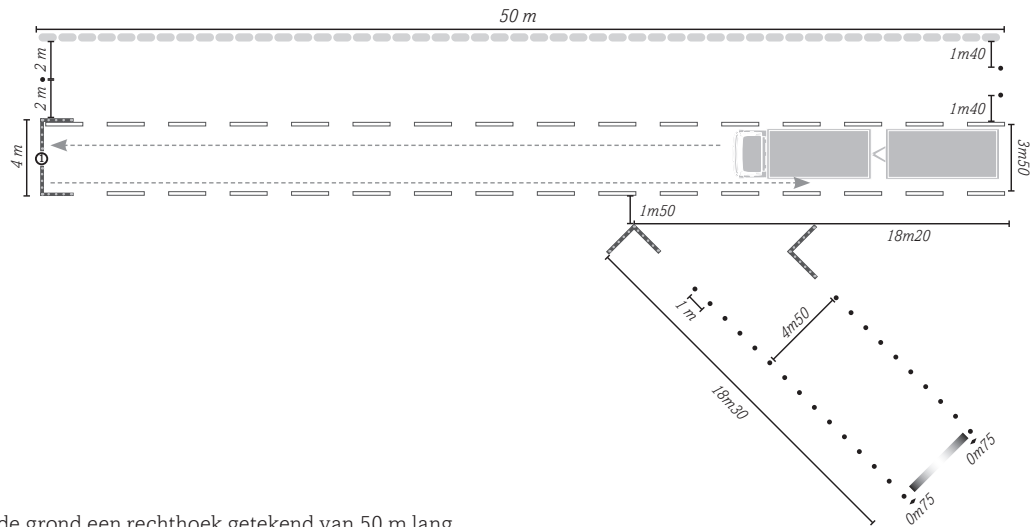 50 m
2 m
1m40
2 m
1m40
4 m
1
3m50
1m50
18m20
1 m
4m50
18m30
0m75
0m75
de grond een rechthoek getekend van 50 m lang